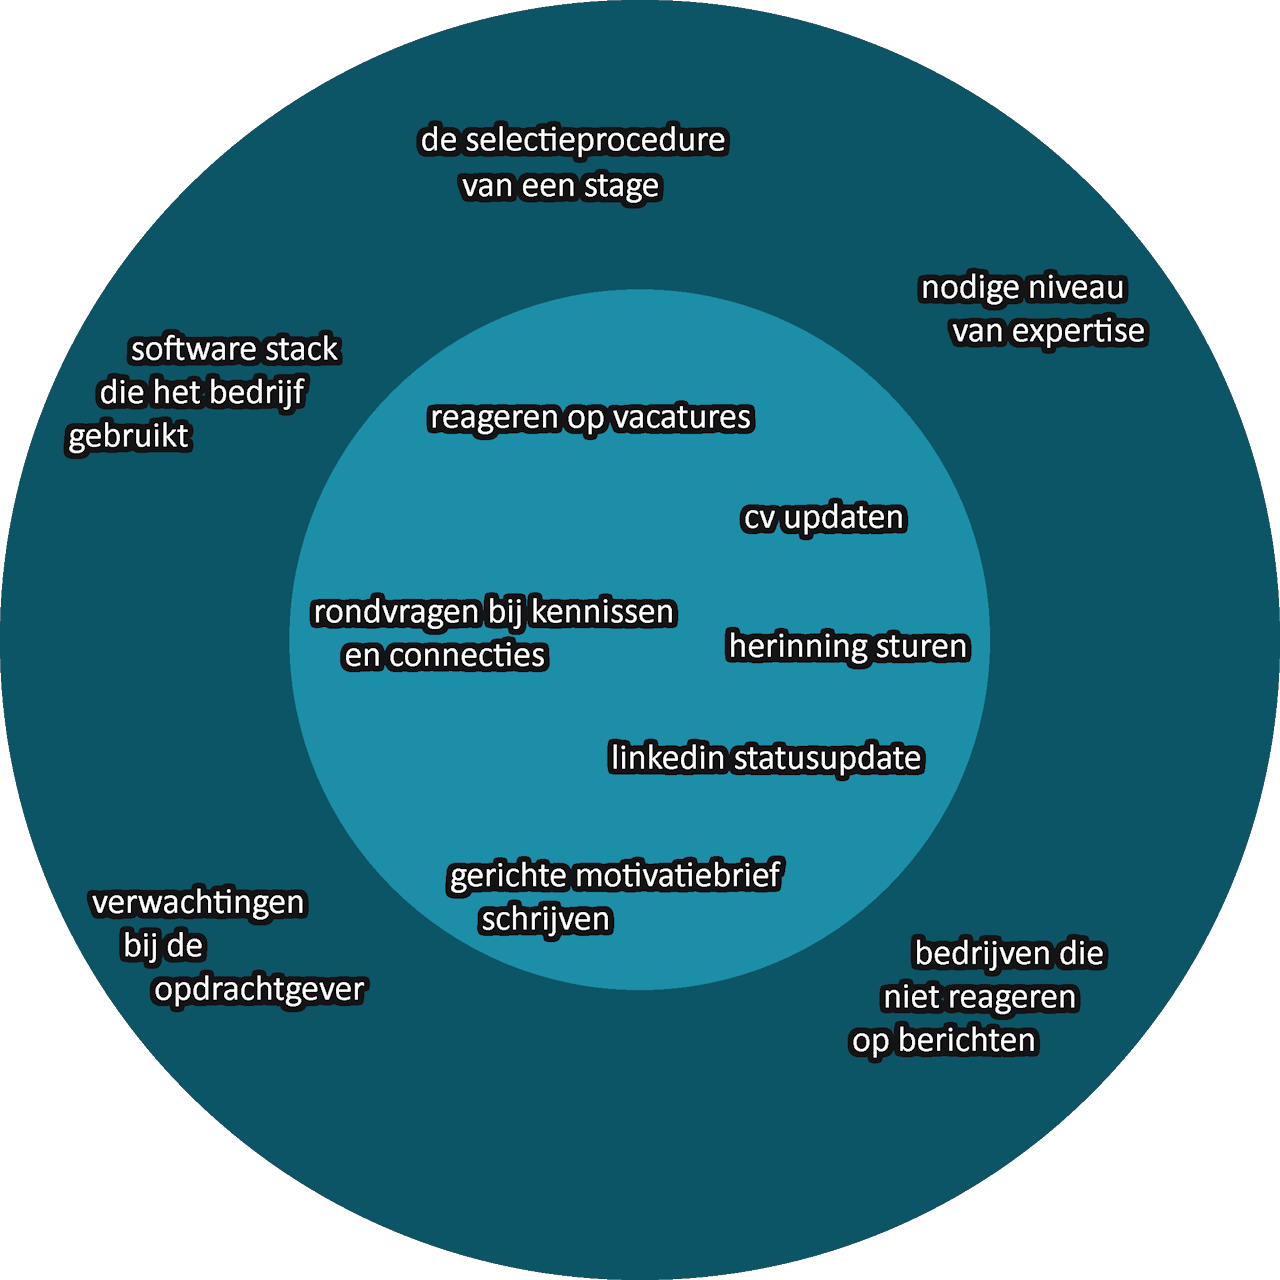 de selectieprocedure
van een stage
nodige niveau
van expertise
software stack
die het bedrijf
gebruikt
reageren op vacatures
cv updaten
rondvragen bij kennissen
en connecties
herinning sturen
linkedin statusupdate
gerichte motivatiebrief
schrijven
verwachtingen
bij de
opdrachtgever
bedrijven die
niet reageren
op berichten